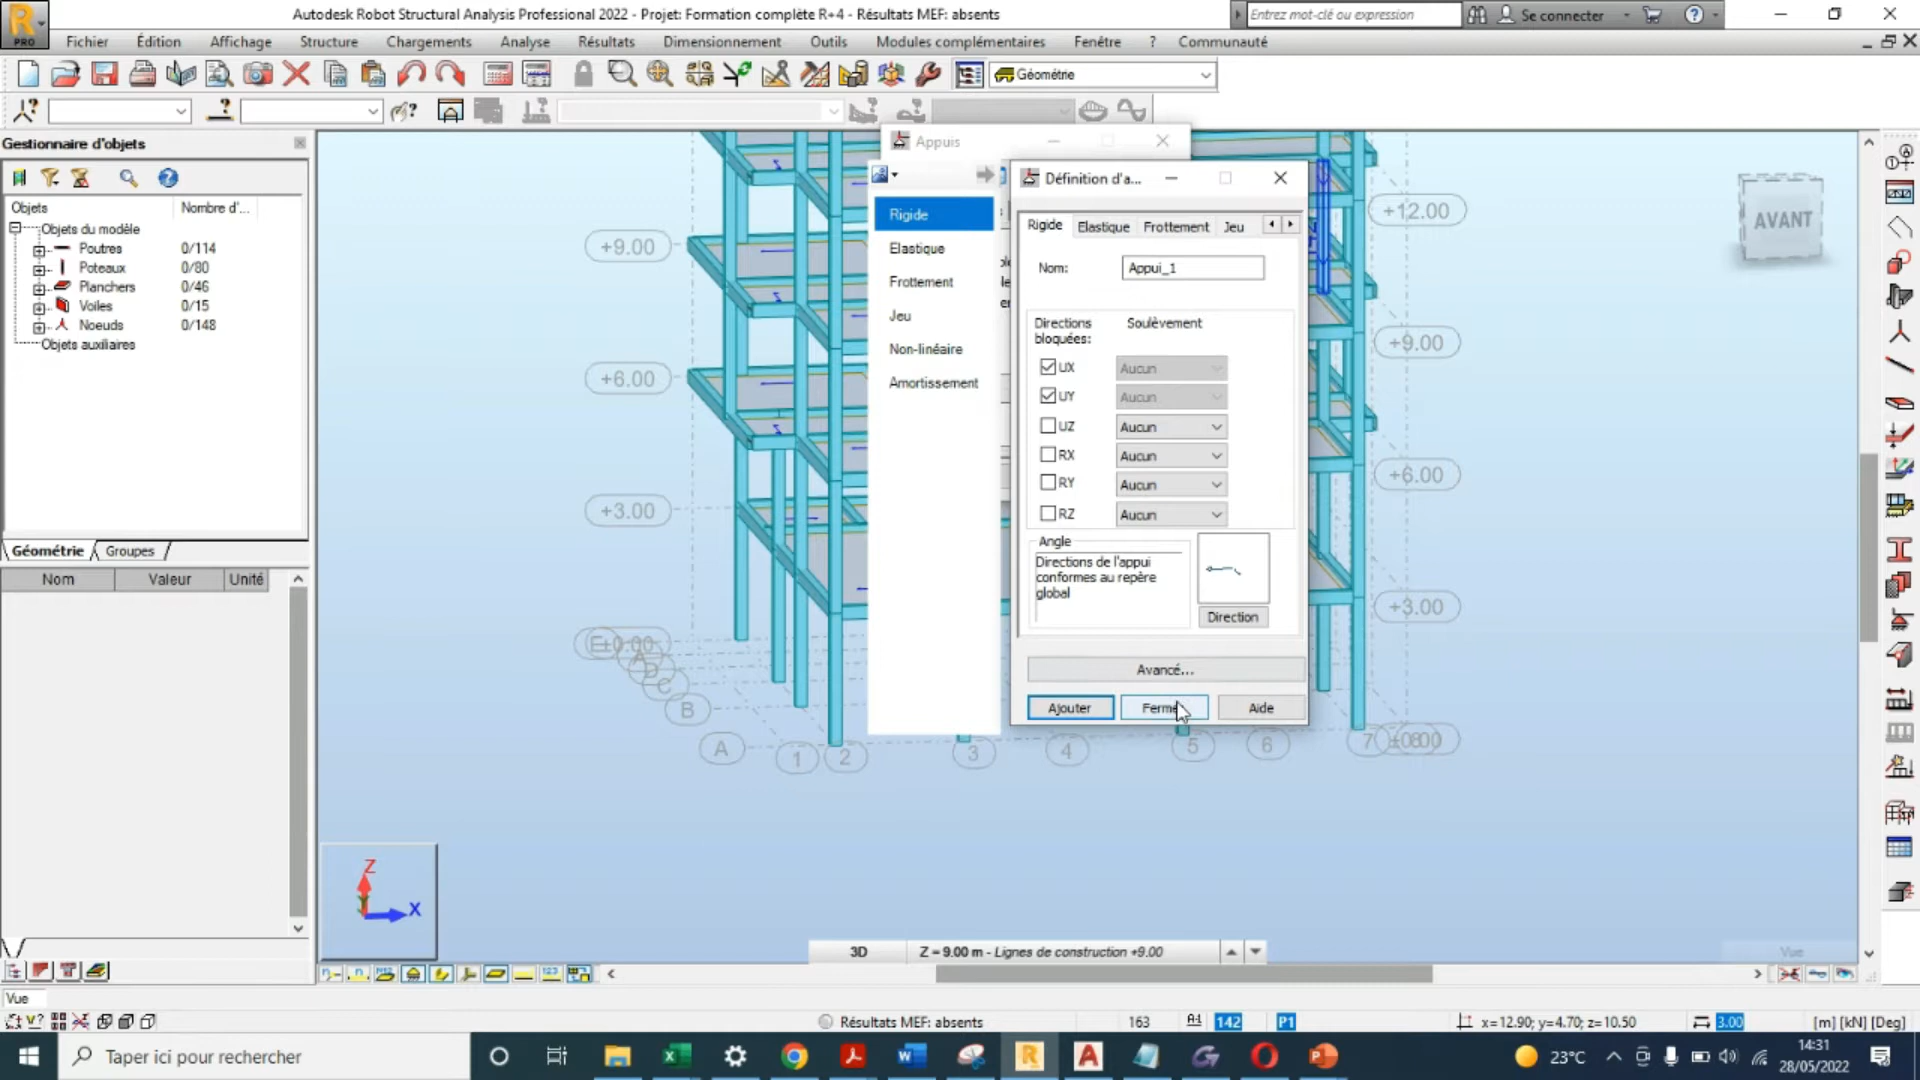 Autodesk Robot Structural Analysis Professional 2022 - Projet: Formation complète R+4 - Résultats MEF: absents
Entrez mot-clé ou expression
Se connecter
PRO
Fichier Édition Affichage Structure Chargements Analyse Résultats Dimensionnement Outils Modules complémentaires Fenêtre ? Communauté
Géométrie
Gestionnaire d'objets
Objets Nombre d'...
Objets du modèle
Poutres 0/114
Poteaux 0/80
Planchers 0/46
Voiles 0/15
Noeuds 0/148
Objets auxiliaires
Géométrie Groupes
Nom Valeur Unité
Appuis
Rigide
Elastique
Frottement
Jeu
Non-linéaire
Amortissement
Définition d'a...
Rigide Elastique Frottement Jeu
Nom: Appui_1
Directions bloquées:
Soulèvement
UX Aucun
UY Aucun
UZ Aucun
RX Aucun
RY Aucun
RZ Aucun
Angle
Directions de l'appui
conformes au repère
global
Direction
Avancé...
Ajouter Ferme Aide
+9.00
+6.00
+3.00
+12.00
+9.00
+6.00
+3.00
AVANT
A
D
C
B
A
1 2 3 4 5 6 7
Z X
3D Z = 9.00 m - Lignes de construction +9.00
Vue
Vue
Résultats MEF: absents 163 142 P1 x=12.90; y=4.70; z=10.50 3.00 [m] [kN] [Deg]
Taper ici pour rechercher
23°C
14:31
28/05/2022